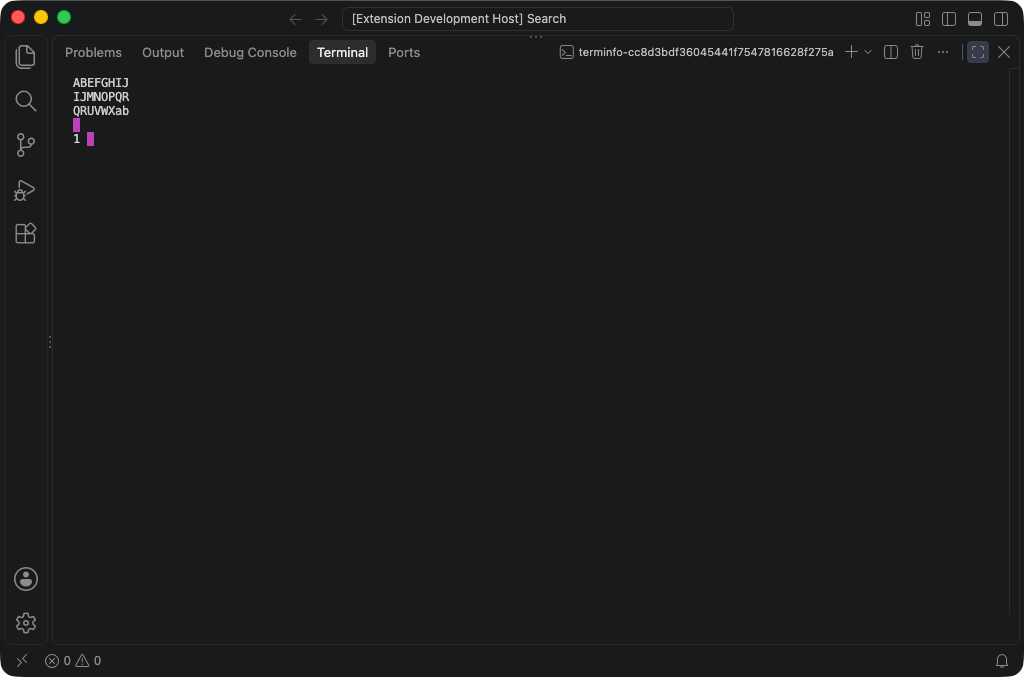 [Extension Development Host] Search
Problems Output Debug Console Terminal Ports terminfo-cc8d3bdf36045441f7547816628f275a
ABEFGHIJ
IJMNOPQR
QRUVWXab
1
0 0